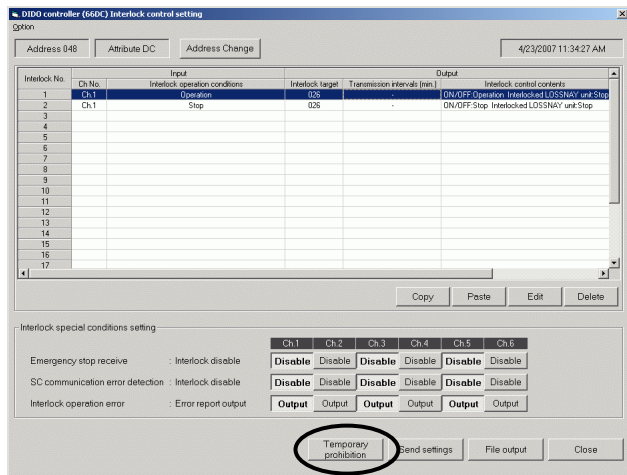 DIDO controller (66DC) Interlock control setting
Option
Address 048 Attribute DC Address Change 4/23/2007 11:34:27 AM
Interlock No. Input Output
Ch No. Interlock operation conditions Interlock target Transmission intervals (min.) Interlock control contents
1 Ch.1 Operation 026 - ON/OFF:Operation Interlocked LOSSNAY unit:Stop
2 Ch.1 Stop 026 - ON/OFF:Stop Interlocked LOSSNAY unit:Stop
3
4
5
6
7
8
9
10
11
12
13
14
15
16
17
Copy Paste Edit Delete
Interlock special conditions setting
Ch.1 Ch.2 Ch.3 Ch.4 Ch.5 Ch.6
Emergency stop receive : Interlock disable Disable Disable Disable Disable Disable Disable
SC communication error detection : Interlock disable Disable Disable Disable Disable Disable Disable
Interlock operation error : Error report output Output Output Output Output Output Output
Temporary prohibition Send settings File output Close